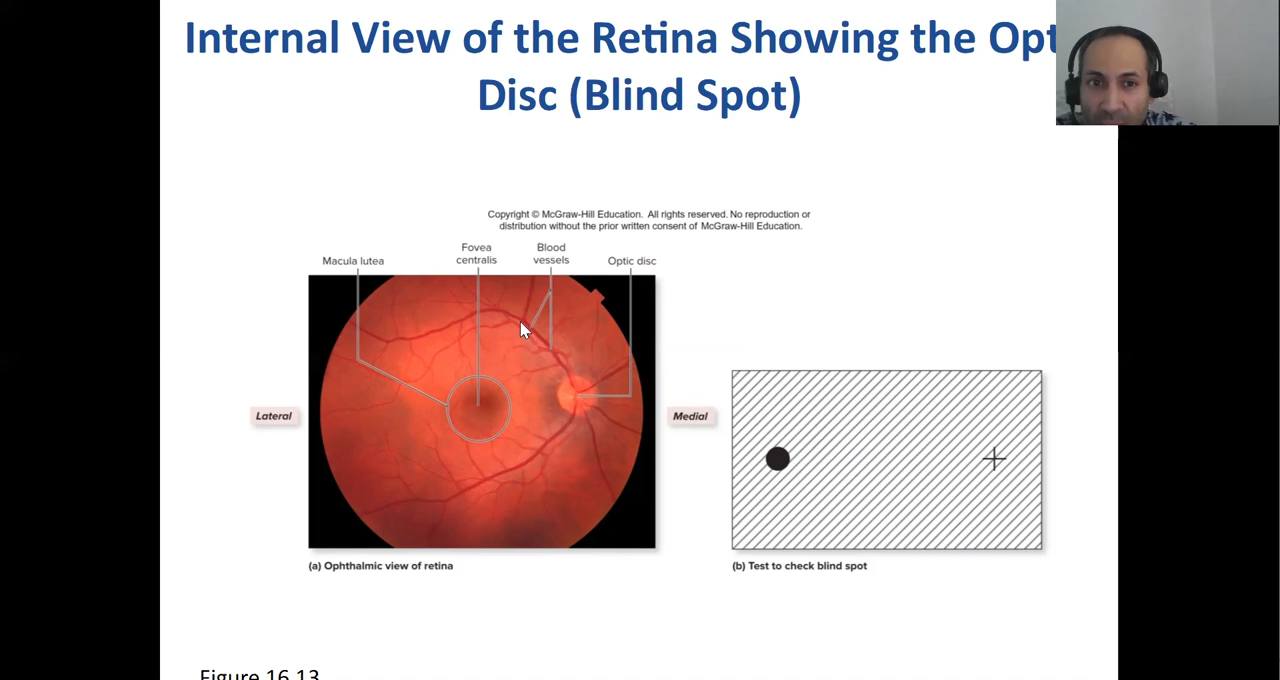 Internal View of the Retina Showing the Opt
Disc (Blind Spot)
Copyright © McGraw-Hill Education. All rights reserved. No reproduction or
distribution without the prior written consent of McGraw-Hill Education.
Macula lutea
Fovea
centralis
Blood
vessels
Optic disc
Lateral
Medial
(a) Ophthalmic view of retina
(b) Test to check blind spot
Figure 16.13